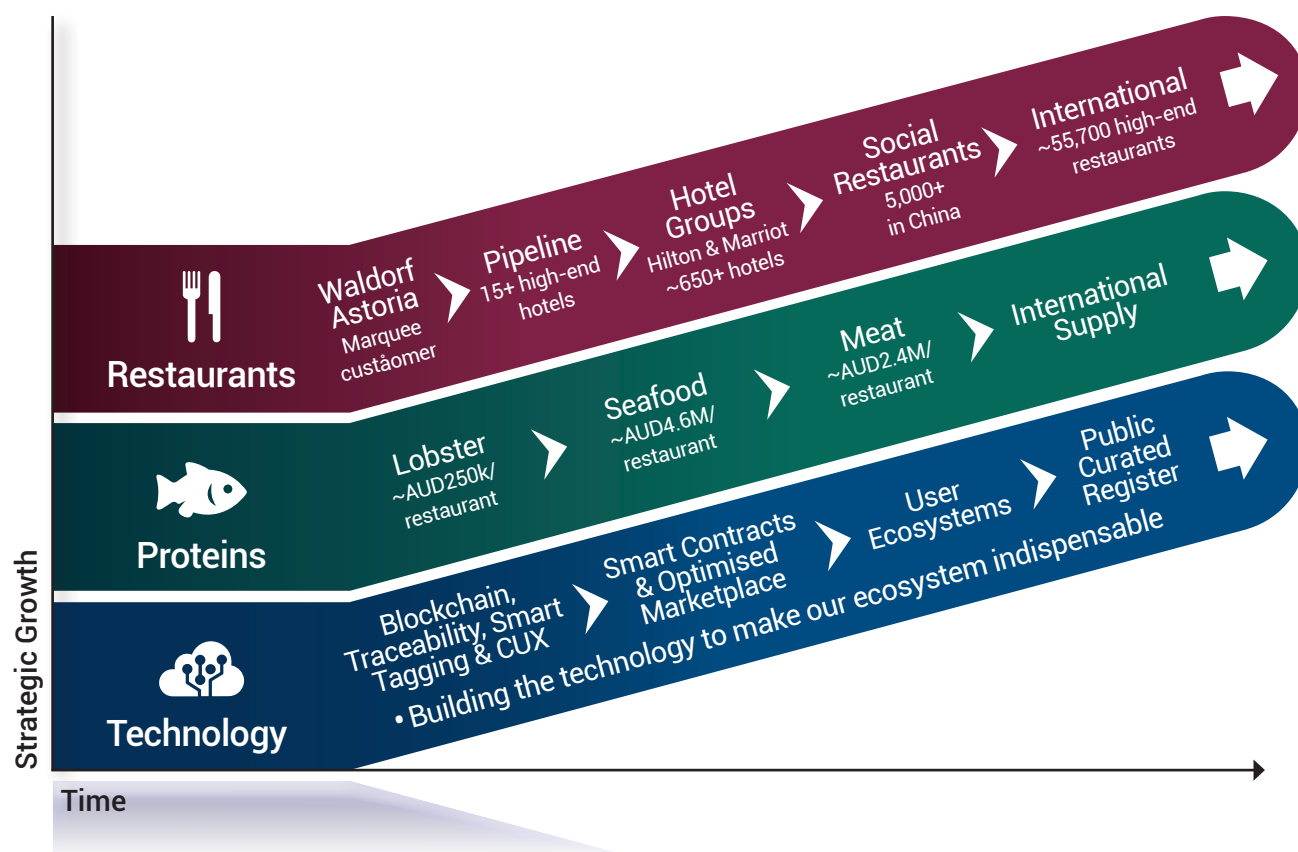 Restaurants
Waldorf
Astoria
Marquee
custåomer
Pipeline
15+ high-end
hotels
Hotel
Groups
Hilton & Marriot
~650+ hotels
Social
Restaurants
5,000+
in China
International
~55,700 high-end
restaurants
Proteins
Lobster
~AUD250k/
restaurant
Seafood
~AUD4.6M/
restaurant
Meat
~AUD2.4M/
restaurant
International
Supply
Technology
Blockchain,
Traceability, Smart
Tagging & CUX
Smart Contracts
& Optimised
Marketplace
User
Ecosystems
Public
Curated
Register
• Building the technology to make our ecosystem indispensable
Strategic Growth
Time